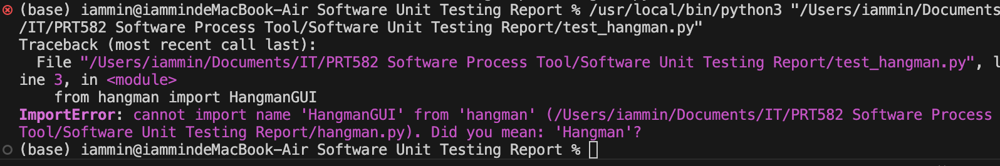 (base) iammin@iammindeMacBook-Air Software Unit Testing Report % /usr/local/bin/python3 "/Users/iammin/Documents
/IT/PRT582 Software Process Tool/Software Unit Testing Report/test_hangman.py"
Traceback (most recent call last):
  File "/Users/iammin/Documents/IT/PRT582 Software Process Tool/Software Unit Testing Report/test_hangman.py", l
ine 3, in <module>
    from hangman import HangmanGUI
ImportError: cannot import name 'HangmanGUI' from 'hangman' (/Users/iammin/Documents/IT/PRT582 Software Process
Tool/Software Unit Testing Report/hangman.py). Did you mean: 'Hangman'?
(base) iammin@iammindeMacBook-Air Software Unit Testing Report %